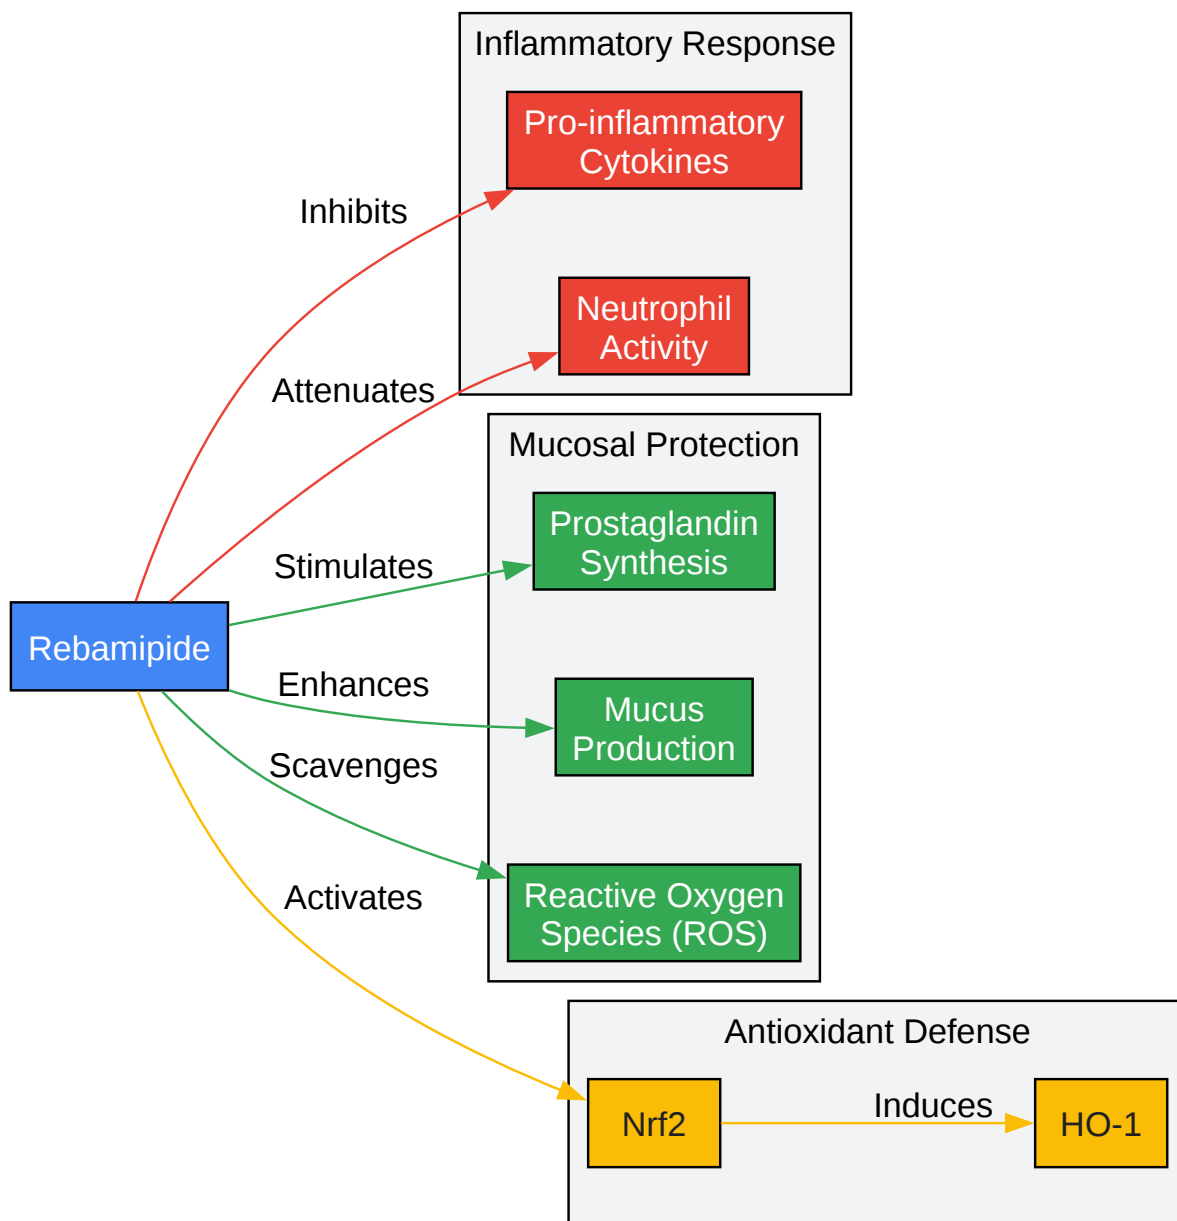 Inflammatory Response
Pro-inflammatory
Cytokines
Inhibits
Neutrophil
Activity
Attenuates
Mucosal Protection
Prostaglandin
Synthesis
Stimulates
Rebamipide
Enhances
Mucus
Production
Scavenges
Reactive Oxygen
Species (ROS)
Activates
Antioxidant Defense
Nrf2
Induces
HO-1